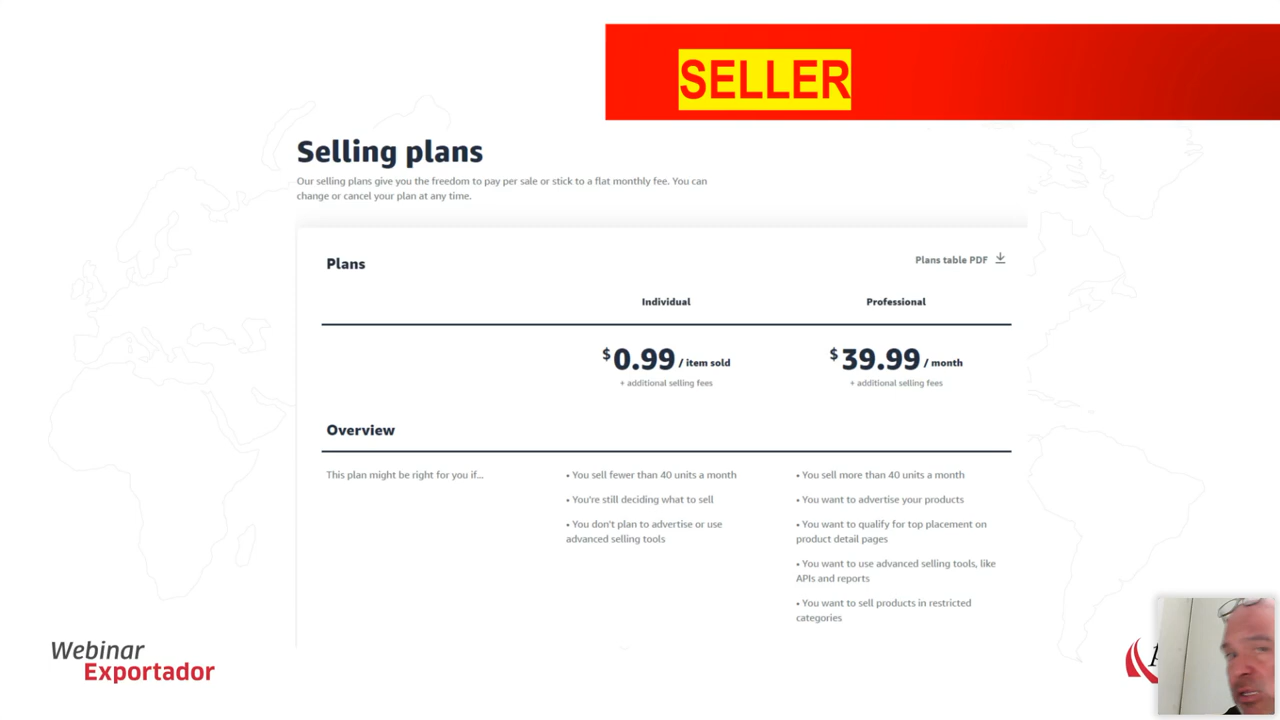 SELLER
Selling plans
Our selling plans give you the freedom to pay per sale or stick to a flat monthly fee. You can
change or cancel your plan at any time.
Plans
Plans table PDF
Individual
Professional
$0.99 / item sold
+ additional selling fees
$39.99 / month
+ additional selling fees
Overview
This plan might be right for you if...
• You sell fewer than 40 units a month
• You're still deciding what to sell
• You don't plan to advertise or use
advanced selling tools
• You sell more than 40 units a month
• You want to advertise your products
• You want to qualify for top placement on
product detail pages
• You want to use advanced selling tools, like
APIs and reports
• You want to sell products in restricted
categories
Webinar
Exportador